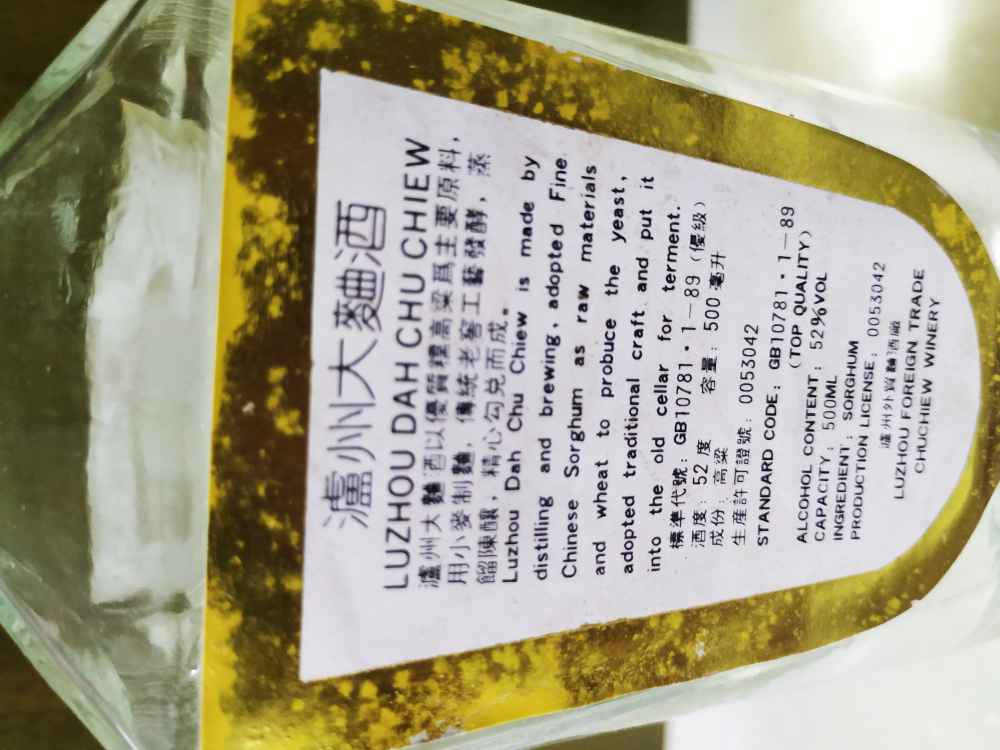 瀘州大麯酒
LUZHOU DAH CHU CHIEW
瀘州大麯酒以優質糯高粱爲主要原料，
用小麥制麯，傳統老窖工藝發酵，蒸
餾陳釀，精心勾兑而成。
Luzhou Dah Chu Chiew is made by
distilling and brewing, adopted Fine
Chinese Sorghum as raw materials
and wheat to probuce the yeast,
adopted traditional craft and put it
into the old cellar for terment.
標準代號：GB10781·1—89（優級）
酒度：52度 容量：500毫升
成份：高粱
生産許可證號：0053042
STANDARD CODE：GB10781·1—89
（TOP QUALITY）
ALCOHOL CONTENT：52%VOL
CAPACITY：500ML
INGREDIENT：SORGHUM
PRODUCTION LICENSE：0053042
瀘州外貿麯酒廠
LUZHOU FOREIGN TRADE
CHUCHIEW WINERY